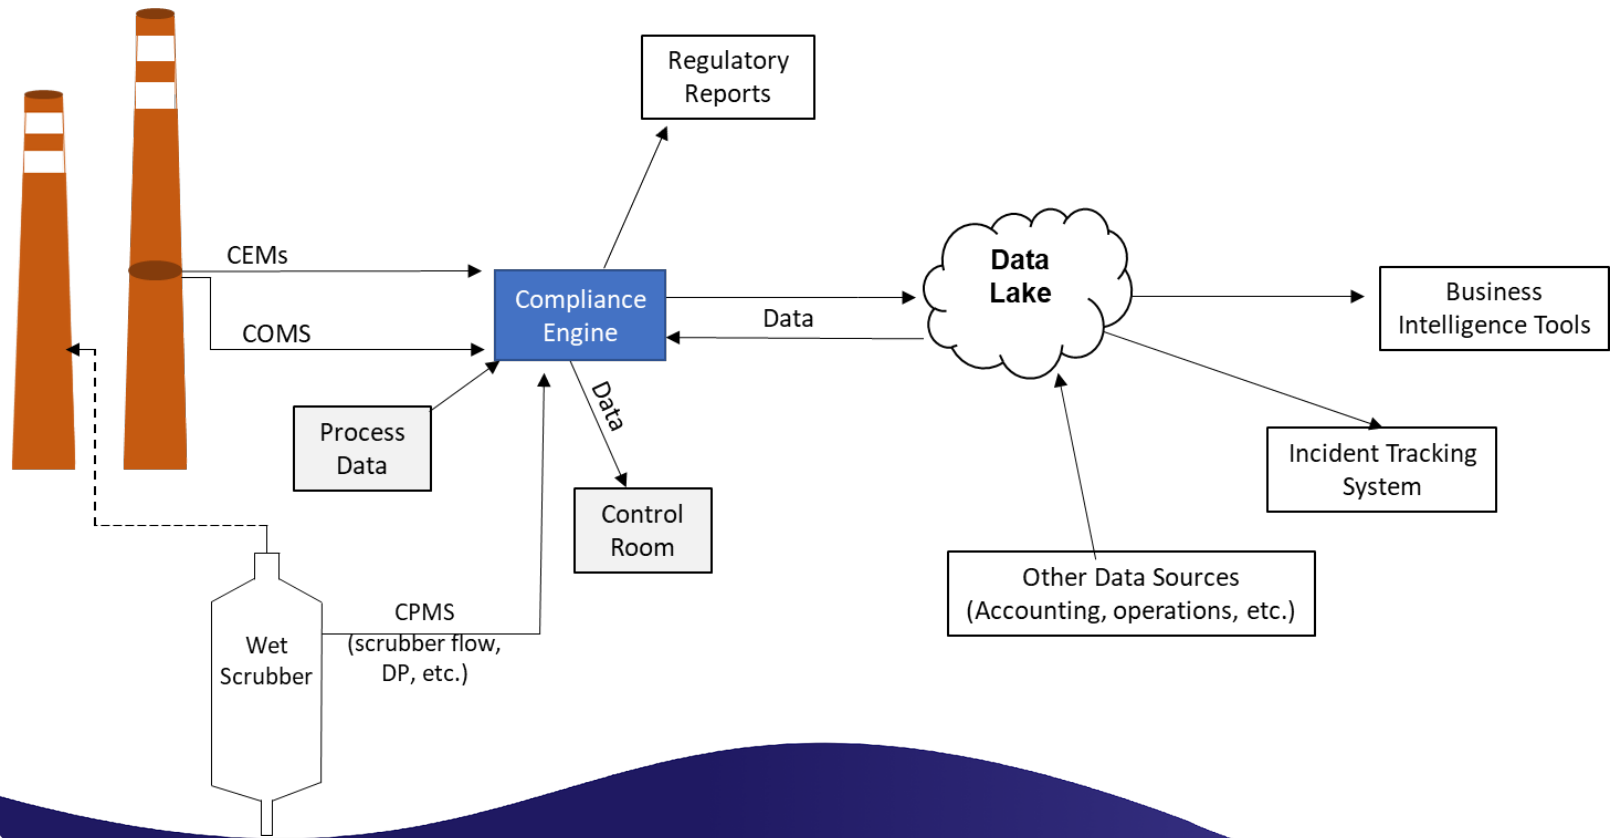 Regulatory
Reports
CEMs
Compliance
Engine
COMS
Data
Data
Lake
Business
Intelligence Tools
Process
Data
Data
Control
Room
Incident Tracking
System
Other Data Sources
(Accounting, operations, etc.)
Wet
Scrubber
CPMS
(scrubber flow,
DP, etc.)